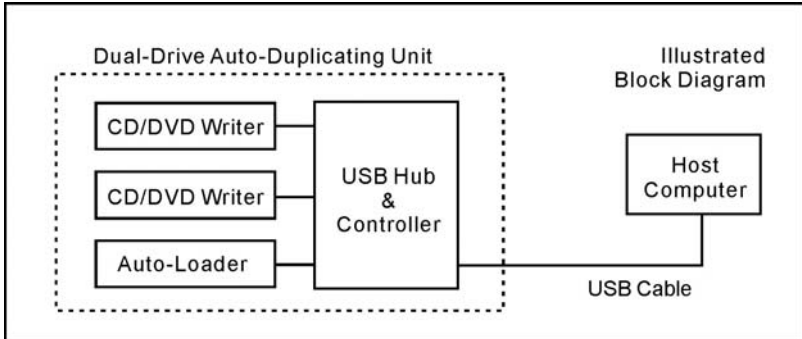 Dual-Drive Auto-Duplicating Unit
Illustrated
Block Diagram
CD/DVD Writer
CD/DVD Writer
Auto-Loader
USB Hub
&
Controller
Host
Computer
USB Cable